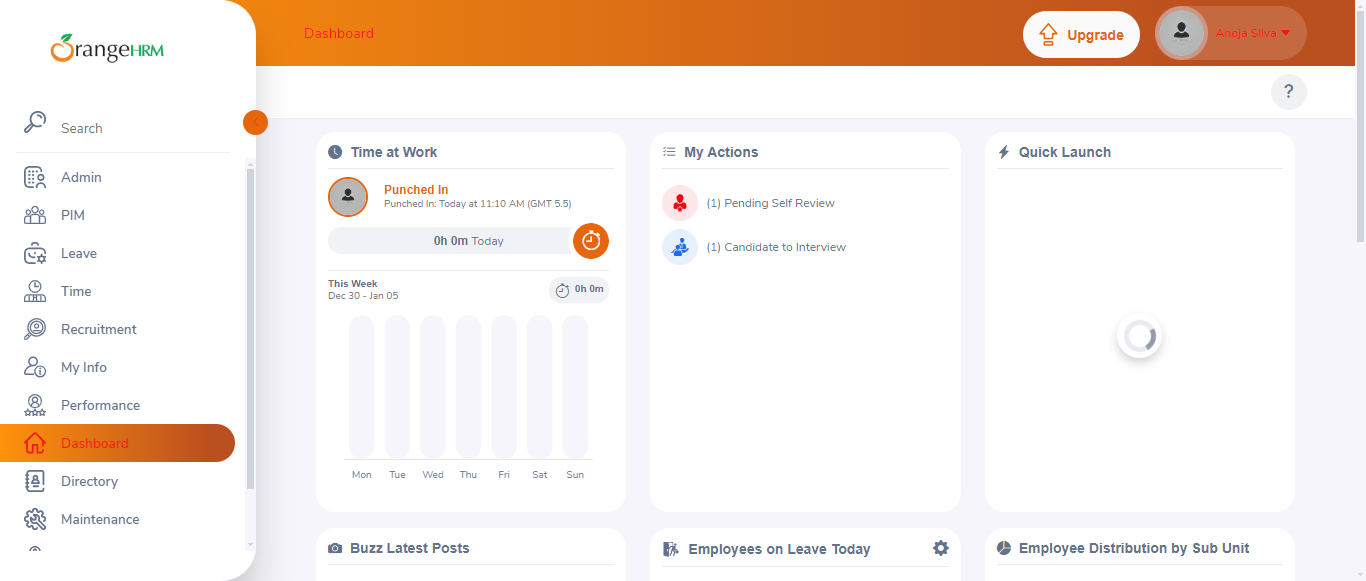 OrangeHRM
Search
Admin
PIM
Leave
Time
Recruitment
My Info
Performance
Dashboard
Directory
Maintenance
Dashboard
Upgrade
Anoja Silva
?
Time at Work
Punched In
Punched In: Today at 11:10 AM (GMT 5.5)
0h 0m Today
This Week
Dec 30 - Jan 05
0h 0m
Mon Tue Wed Thu Fri Sat Sun
My Actions
(1) Pending Self Review
(1) Candidate to Interview
Quick Launch
Buzz Latest Posts
Employees on Leave Today
Employee Distribution by Sub Unit